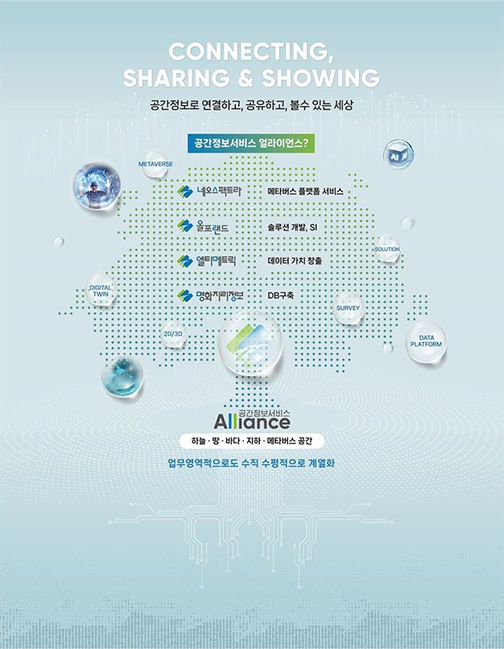 CONNECTING,
SHARING & SHOWING
공간정보로 연결하고, 공유하고, 볼수 있는 세상
공간정보서비스 얼라이언스?
METAVERSE
AI
네오스펙트라 메타버스 플랫폼 서비스
올포랜드 솔루션 개발, SI
SOLUTION
엘티메트릭 데이터 가치 창출
DIGITAL
TWIN
명화지리정보 DB구축
SURVEY
2D/3D
DATA
PLATFORM
공간정보서비스
Alliance
하늘 · 땅 · 바다 · 지하 · 메타버스 공간
업무영역적으로도 수직 수평적으로 계열화